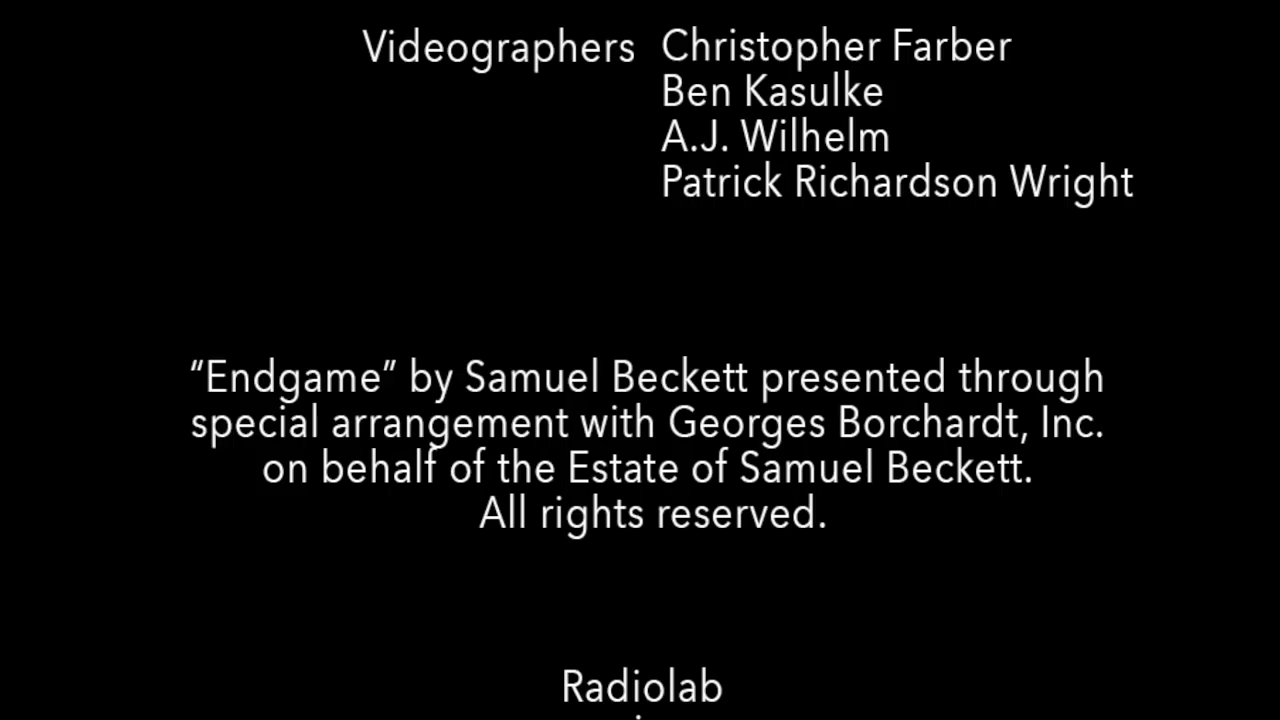 Videographers Christopher Farber
Ben Kasulke
A.J. Wilhelm
Patrick Richardson Wright
“Endgame” by Samuel Beckett presented through
special arrangement with Georges Borchardt, Inc.
on behalf of the Estate of Samuel Beckett.
All rights reserved.
Radiolab